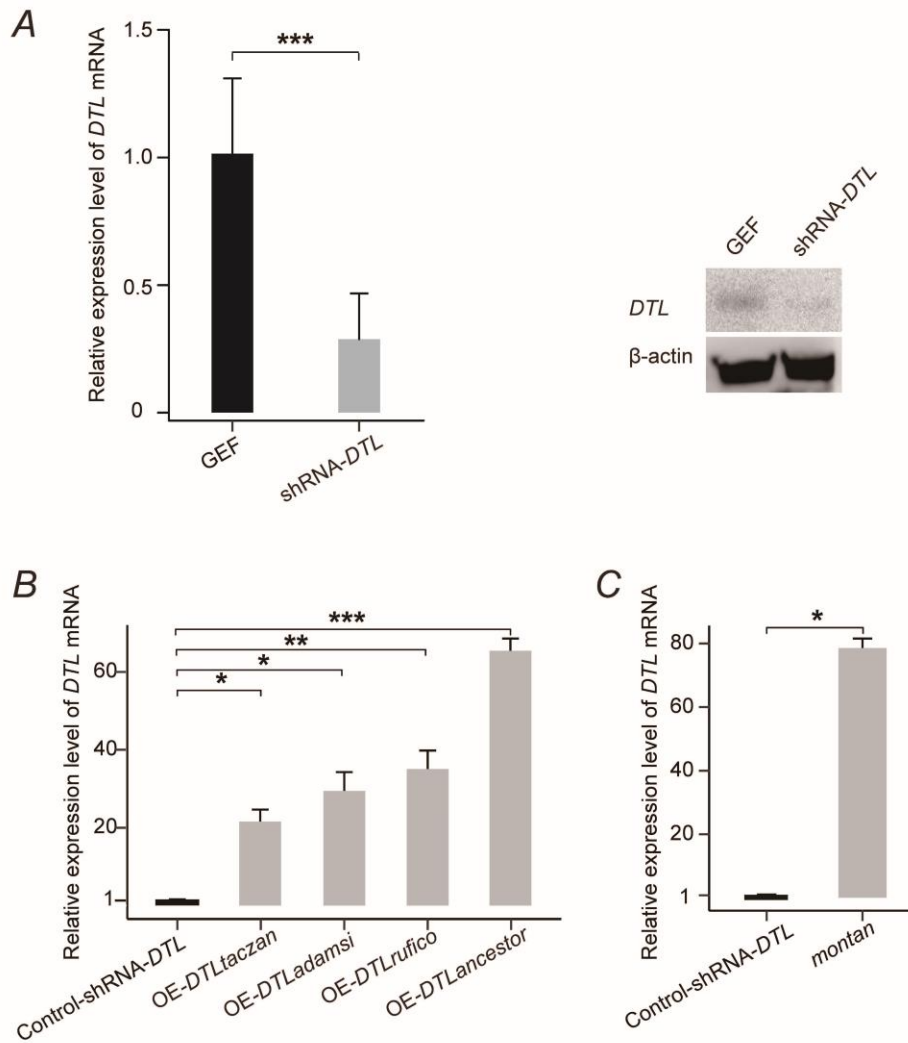 A
Relative expression level of DTL mRNA
1.5
1.0
0.5
0
***
GEF
shRNA-DTL
GEF
shRNA-DTL
DTL
β-actin
B
Relative expression level of DTL mRNA
60
40
20
1
***
**
*
*
Control-shRNA-DTL
OE-DTLtaczan
OE-DTLadamsi
OE-DTLrufico
OE-DTLancestor
C
Relative expression level of DTL mRNA
80
60
40
20
1
*
Control-shRNA-DTL
montan